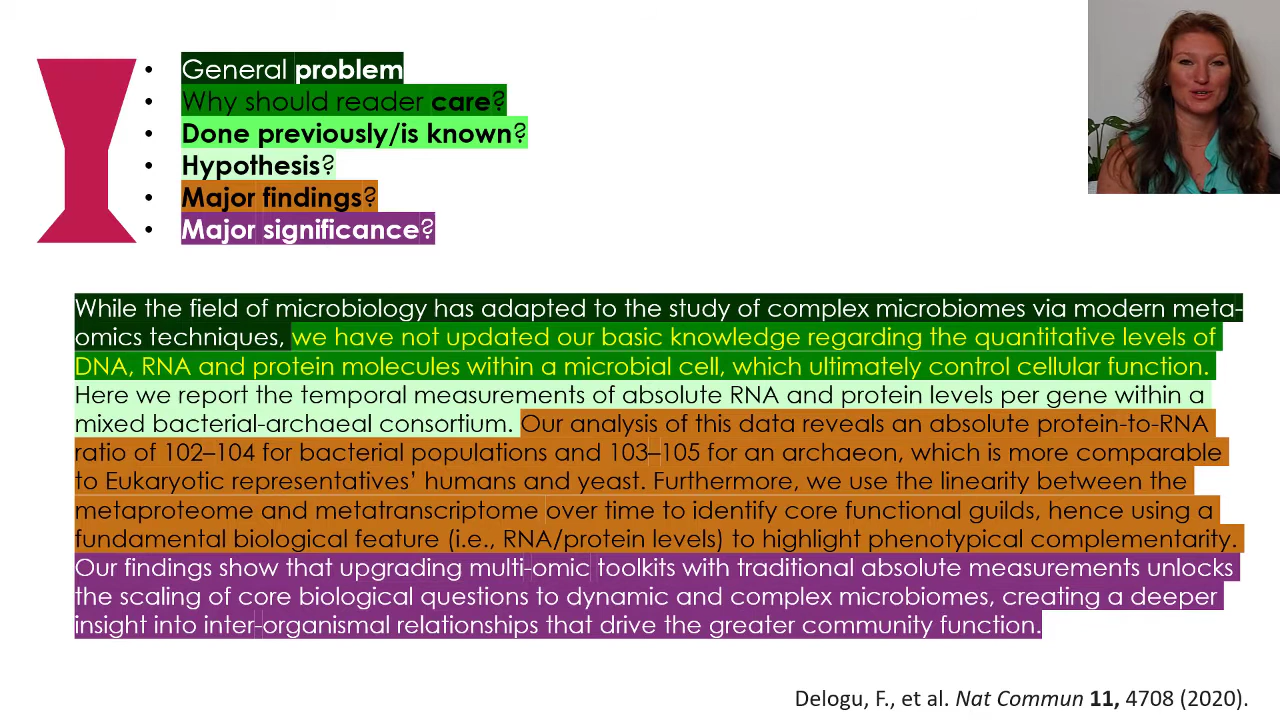 • General problem
• Why should reader care?
• Done previously/is known?
• Hypothesis?
• Major findings?
• Major significance?
While the field of microbiology has adapted to the study of complex microbiomes via modern meta-
omics techniques, we have not updated our basic knowledge regarding the quantitative levels of
DNA, RNA and protein molecules within a microbial cell, which ultimately control cellular function.
Here we report the temporal measurements of absolute RNA and protein levels per gene within a
mixed bacterial-archaeal consortium. Our analysis of this data reveals an absolute protein-to-RNA
ratio of 102–104 for bacterial populations and 103–105 for an archaeon, which is more comparable
to Eukaryotic representatives’ humans and yeast. Furthermore, we use the linearity between the
metaproteome and metatranscriptome over time to identify core functional guilds, hence using a
fundamental biological feature (i.e., RNA/protein levels) to highlight phenotypical complementarity.
Our findings show that upgrading multi-omic toolkits with traditional absolute measurements unlocks
the scaling of core biological questions to dynamic and complex microbiomes, creating a deeper
insight into inter-organismal relationships that drive the greater community function.
Delogu, F., et al. Nat Commun 11, 4708 (2020).